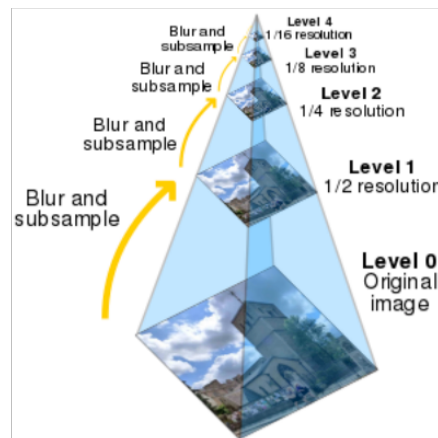 Level 4
1/16 resolution
Blur and
subsample
Level 3
1/8 resolution
Blur and
subsample
Level 2
1/4 resolution
Blur and
subsample
Level 1
1/2 resolution
Blur and
subsample
Level 0
Original
image